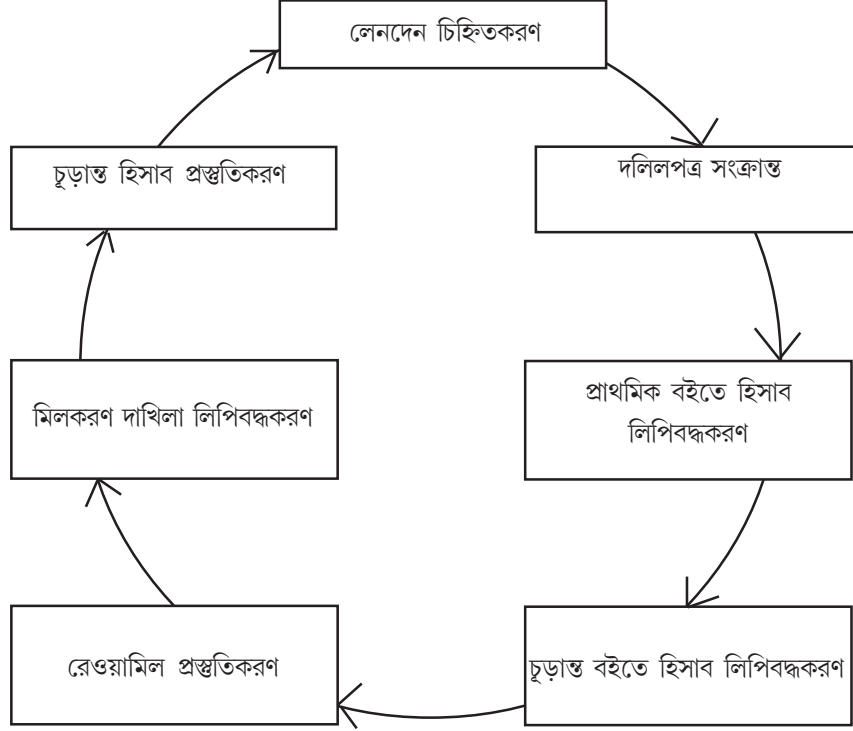 লেনদেন চিহ্নিতকরণ
দলিলপত্র সংক্রান্ত
প্রাথমিক বইতে হিসাব
লিপিবদ্ধকরণ
চূড়ান্ত বইতে হিসাব লিপিবদ্ধকরণ
রেওয়ামিল প্রস্তুতিকরণ
মিলকরণ দাখিলা লিপিবদ্ধকরণ
চূড়ান্ত হিসাব প্রস্তুতিকরণ